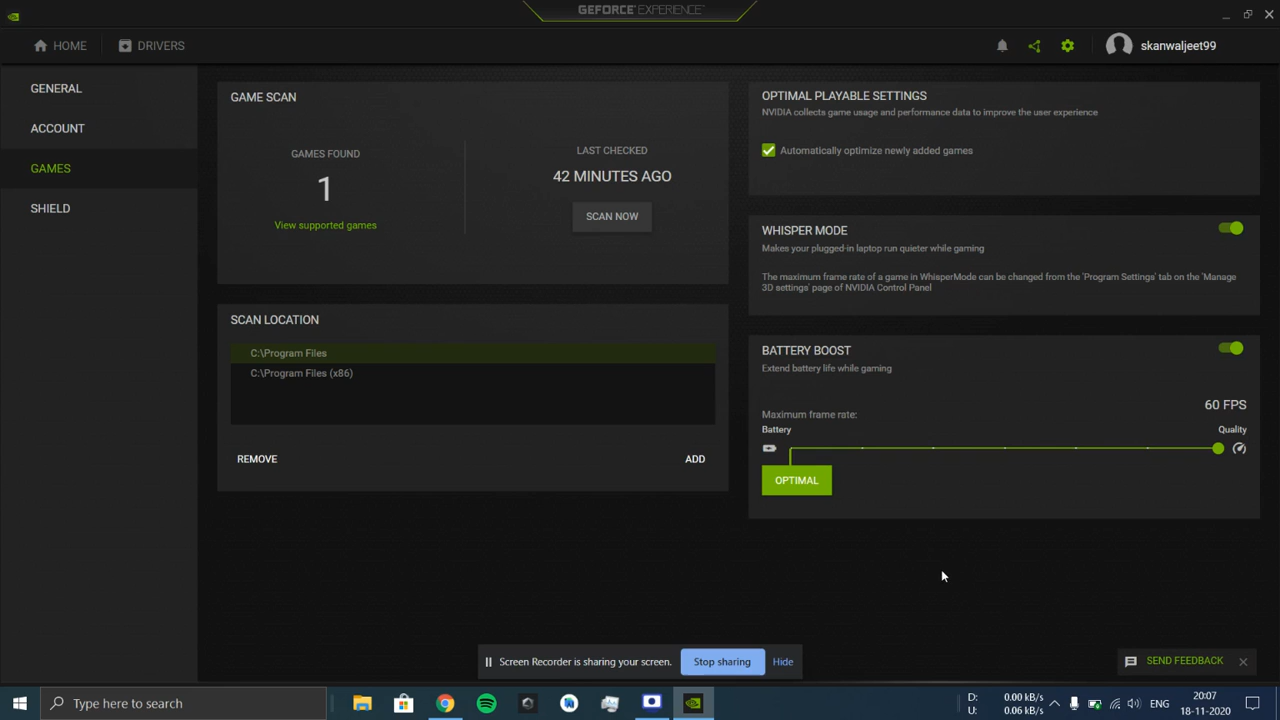 GEFORCE EXPERIENCE™
HOME
DRIVERS
skanwaljeet99
GENERAL
ACCOUNT
GAMES
SHIELD
GAME SCAN
GAMES FOUND
1
View supported games
LAST CHECKED
42 MINUTES AGO
SCAN NOW
SCAN LOCATION
C:\Program Files
C:\Program Files (x86)
REMOVE
ADD
OPTIMAL PLAYABLE SETTINGS
NVIDIA collects game usage and performance data to improve the user experience
Automatically optimize newly added games
WHISPER MODE
Makes your plugged-in laptop run quieter while gaming
The maximum frame rate of a game in WhisperMode can be changed from the 'Program Settings' tab on the 'Manage
3D settings' page of NVIDIA Control Panel
BATTERY BOOST
Extend battery life while gaming
60 FPS
Maximum frame rate:
Battery
Quality
OPTIMAL
Screen Recorder is sharing your screen.
Stop sharing
Hide
SEND FEEDBACK
Type here to search
D: 0.00 kB/s
U: 0.06 kB/s
ENG
20:07
18-11-2020